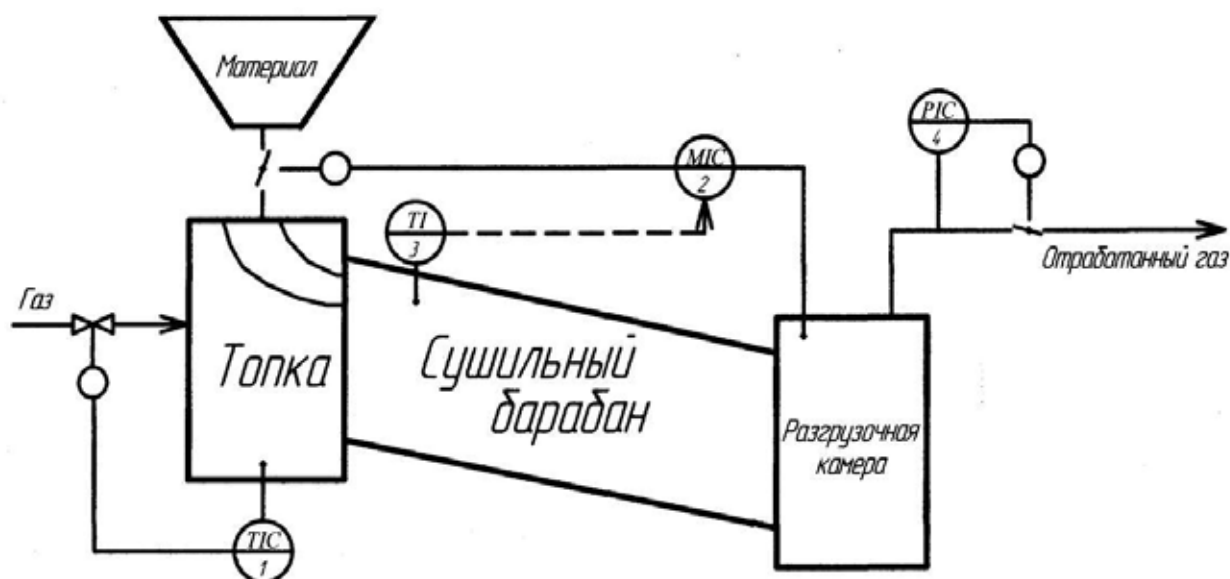 Материал
PIC
4
MIC
2
TI
3
Отработанный газ
Газ
Топка
Сушильный
барабан
Разгрузочная
камера
TIC
1